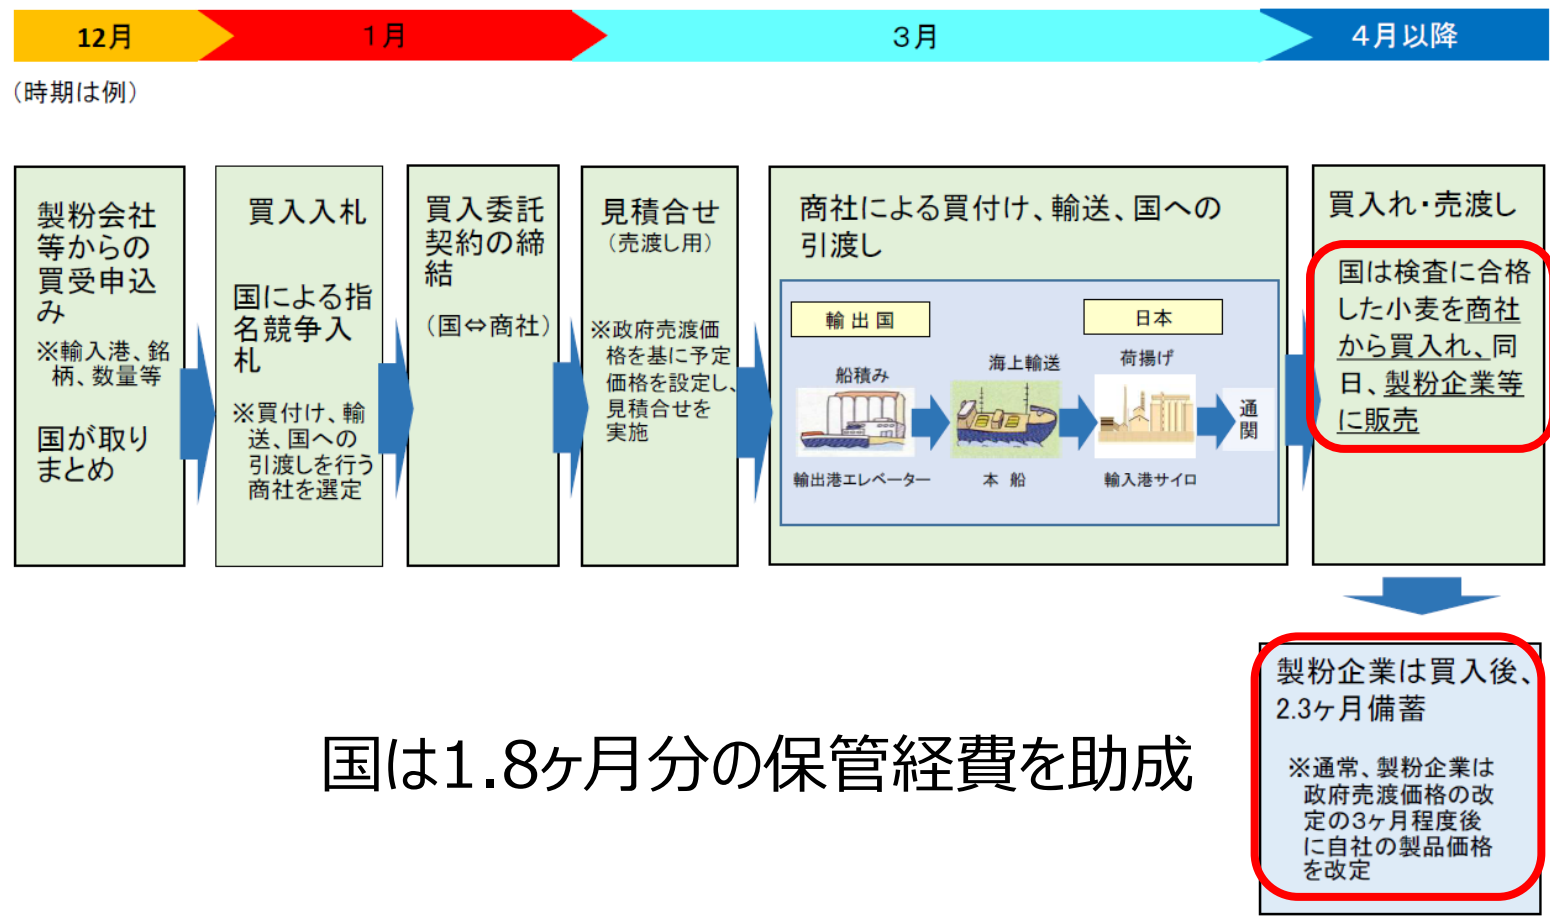 12月
１月
３月
４月以降
（時期は例）
製粉会社
等からの
買受申込
み
※輸入港、銘
柄、数量等
国が取り
まとめ
買入入札
国による指
名競争入
札
※買付け、輸
送、国への
引渡しを行う
商社を選定
買入委託
契約の締
結
（国⇔商社）
見積合せ
（売渡し用）
※政府売渡価
格を基に予定
価格を設定し、
見積合せを
実施
商社による買付け、輸送、国への
引渡し
輸出国
日本
船積み
海上輸送
荷揚げ
通
関
輸出港エレベーター
本 船
輸入港サイロ
買入れ・売渡し
国は検査に合格
した小麦を商社
から買入れ、同
日、製粉企業等
に販売
製粉企業は買入後、
2.3ヶ月備蓄
※通常、製粉企業は
政府売渡価格の改
定の3ヶ月程度後
に自社の製品価格
を改定
国は1.8ヶ月分の保管経費を助成